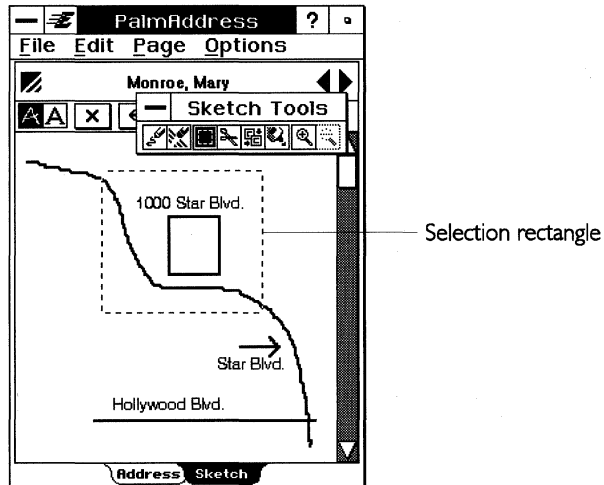 PalmAddress ?
File Edit Page Options
Monroe, Mary
A A
Sketch Tools
1000 Star Blvd.
Selection rectangle
Star Blvd.
Hollywood Blvd.
Address Sketch